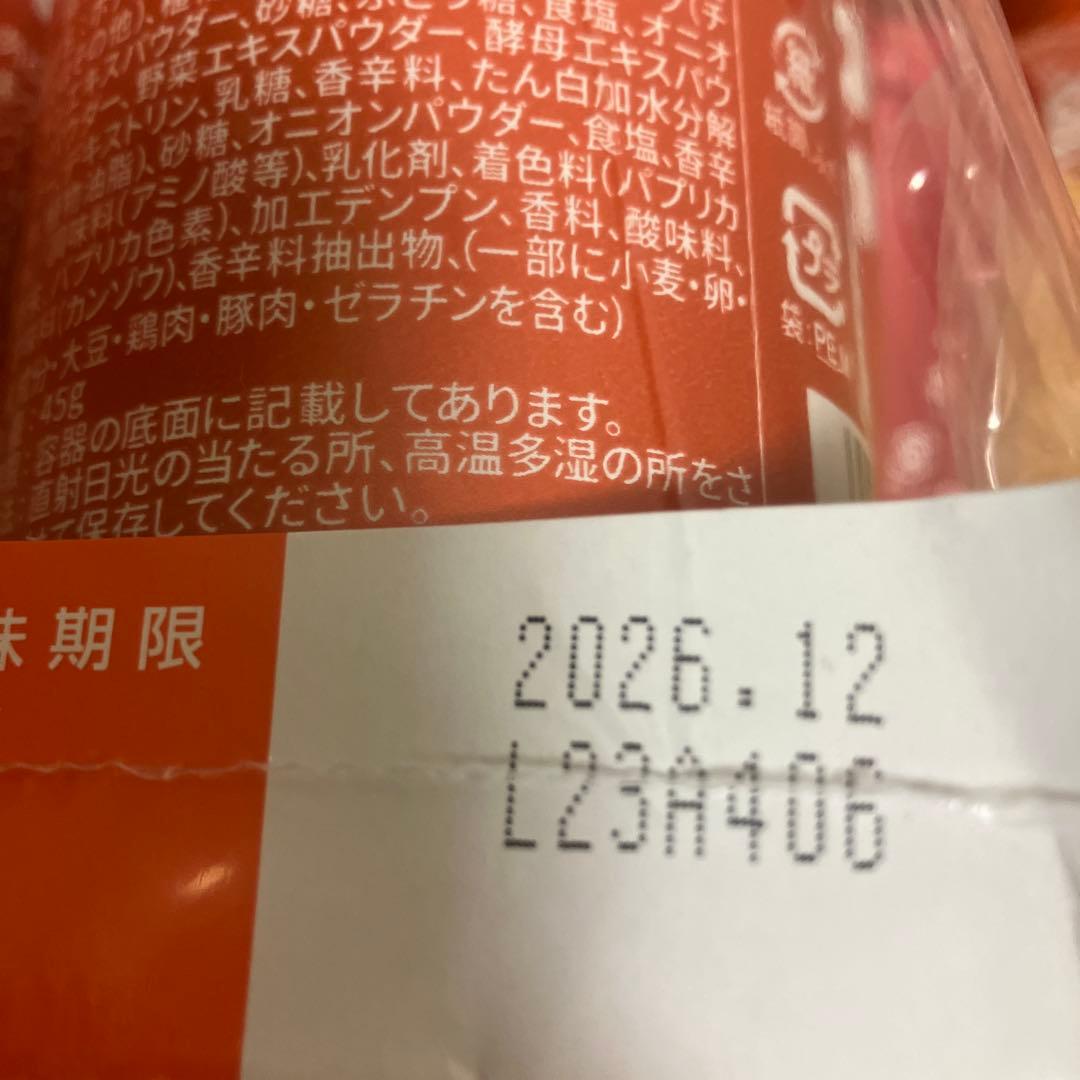 砂糖、ぶどう糖、食塩、オニオ
エキスパウダー、野菜エキスパウダー、酵母エキスパウ
キストリン、乳糖、香辛料、たん白加水分解
油脂)、砂糖、オニオンパウダー、食塩、香辛
味料(アミノ酸等)、乳化剤、着色料(パプリカ
パプリカ色素)、加工デンプン、香料、酸味料、
料(カンゾウ)、香辛料抽出物、(一部に小麦・卵・
分・大豆・鶏肉・豚肉・ゼラチンを含む)
45g
容器の底面に記載してあります。
直射日光の当たる所、高温多湿の所をさ
けて保存してください。
紙
プラ
袋:PE,M
味期限
2026.12
L23A406